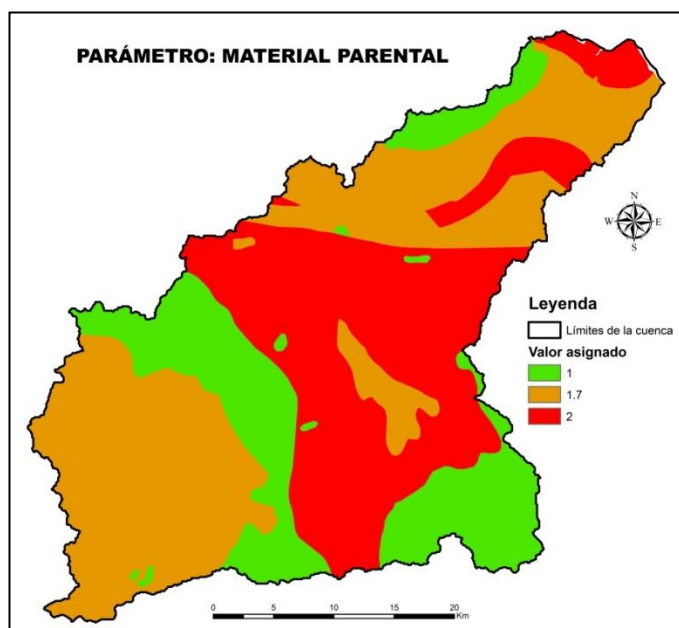 PARÁMETRO: MATERIAL PARENTAL
N
W E
S
Leyenda
Límites de la cuenca
Valor asignado
1
1.7
2
0 5 10 15 20
Km